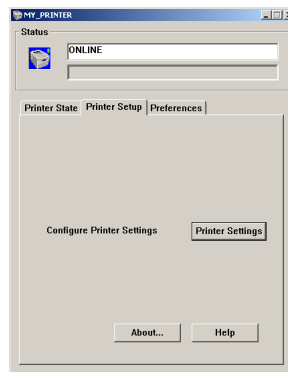 MY_PRINTER
Status
ONLINE
Printer State Printer Setup Preferences
Configure Printer Settings Printer Settings
About... Help